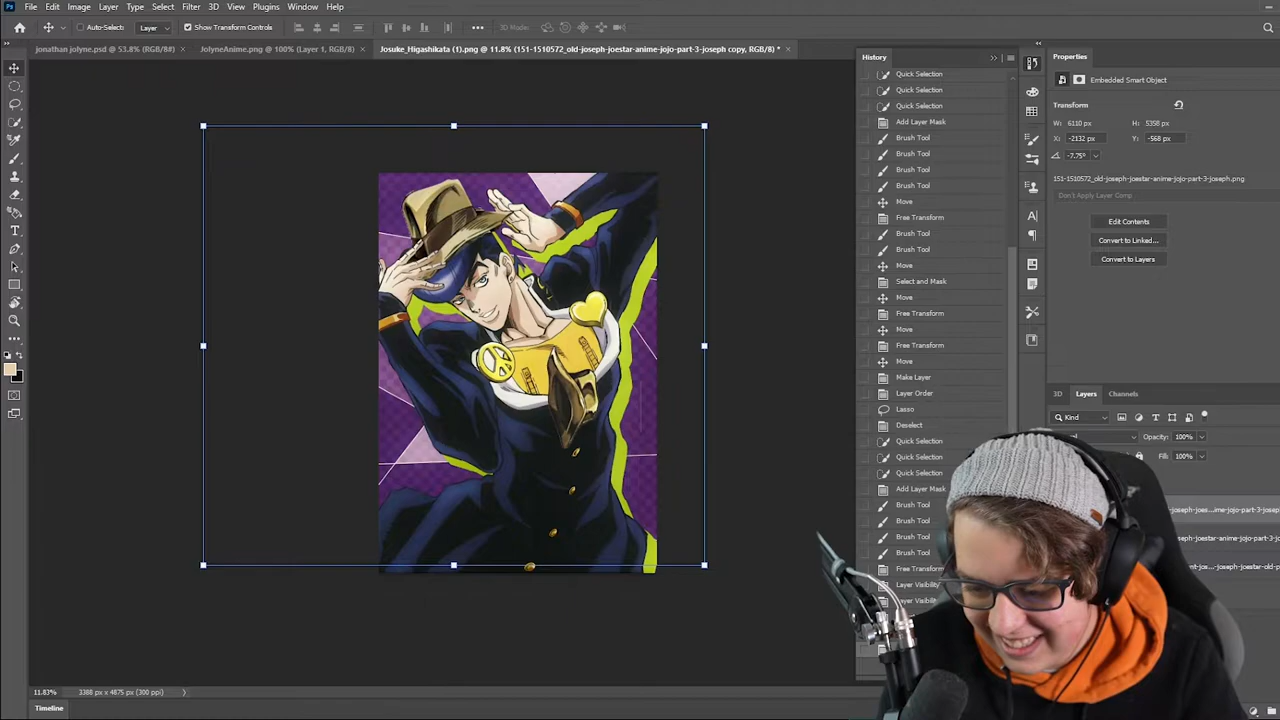 Ps File Edit Image Layer Type Select Filter 3D View Plugins Window Help
Auto-Select: Layer Show Transform Controls 3D Mode:
jonathan jolyne.psd @ 53.8% (RGB/8#) JolyneAnime.png @ 100% (Layer 1, RGB/8) Josuke_Higashikata (1).png @ 11.8% (151-1510572_old-joseph-joestar-anime-jojo-part-3-joseph copy, RGB/8) *
History
Quick Selection
Quick Selection
Quick Selection
Add Layer Mask
Brush Tool
Brush Tool
Brush Tool
Brush Tool
Move
Free Transform
Brush Tool
Brush Tool
Move
Select and Mask
Move
Free Transform
Move
Free Transform
Move
Make Layer
Layer Order
Lasso
Deselect
Quick Selection
Quick Selection
Quick Selection
Add Layer Mask
Brush Tool
Brush Tool
Brush Tool
Brush Tool
Free Transform
Layer Visibility
Layer Visibility
Properties
Embedded Smart Object
Transform
W: 6110 px H: 5358 px
X: -2132 px Y: -568 px
-7.75°
151-1510572_old-joseph-joestar-anime-jojo-part-3-joseph.png
Don't Apply Layer Comp
Edit Contents
Convert to Linked...
Convert to Layers
3D Layers Channels
Kind
Opacity: 100%
Fill: 100%
-joseph-joes...ime-jojo-part-3-joseph
seph-joestar-anime-jojo-part-3
nt_joseph-joestar-old-p
11.83% 3388 px x 4875 px (300 ppi)
Timeline